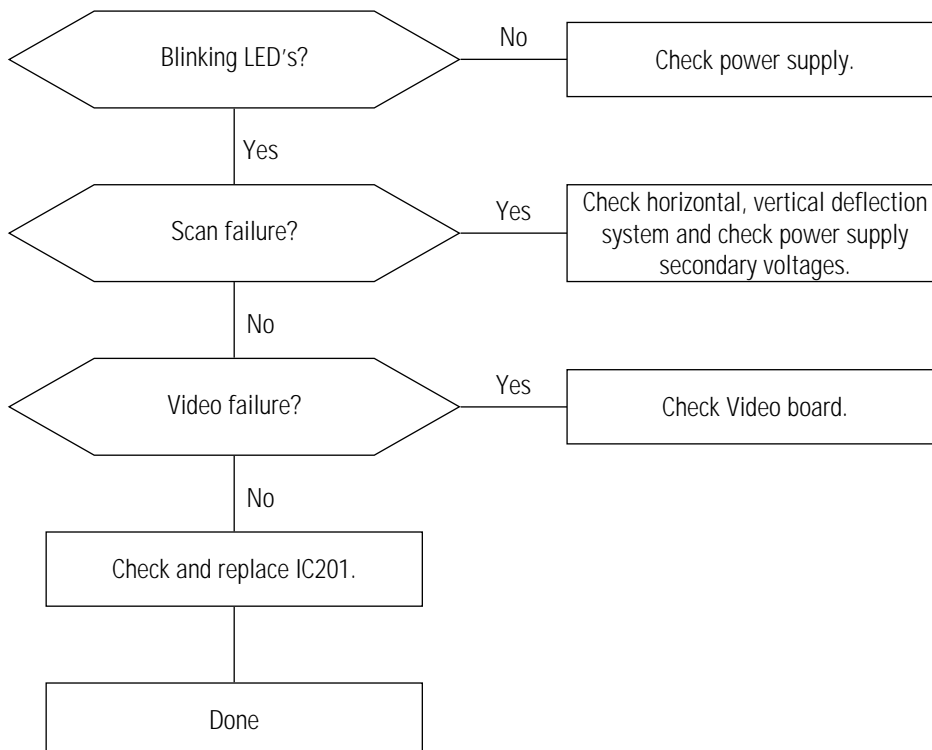 Blinking LED's?
No
Check power supply.
Yes
Scan failure?
Yes
Check horizontal, vertical deflection
system and check power supply
secondary voltages.
No
Video failure?
Yes
Check Video board.
No
Check and replace IC201.
Done